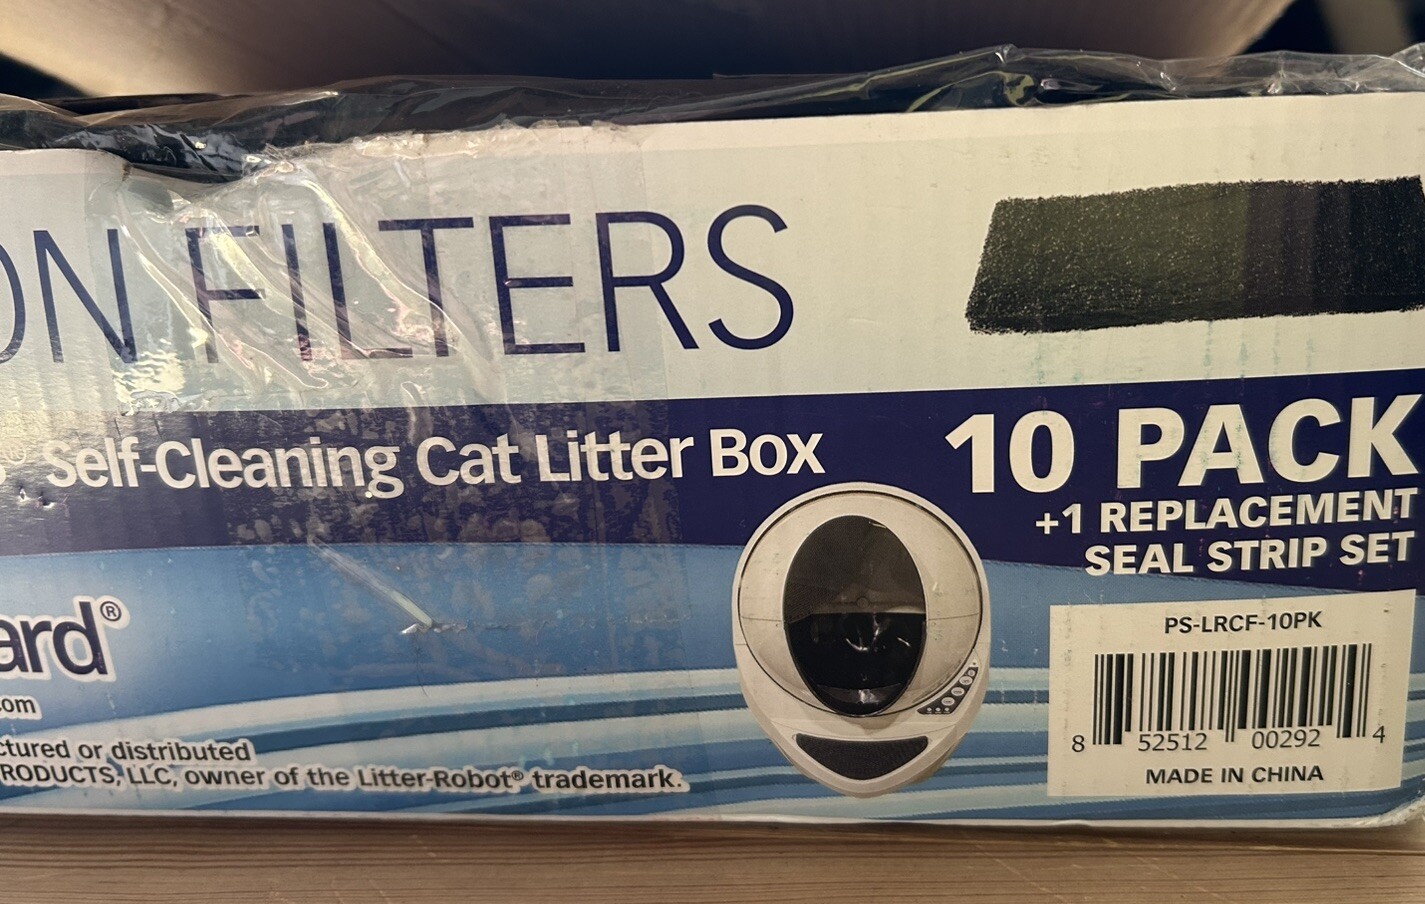 ON FILTERS
® Self-Cleaning Cat Litter Box
10 PACK
+1 REPLACEMENT
SEAL STRIP SET
ard®
.com
ctured or distributed
RODUCTS, LLC, owner of the Litter-Robot® trademark.
PS-LRCF-10PK
8 52512 00292 4
MADE IN CHINA